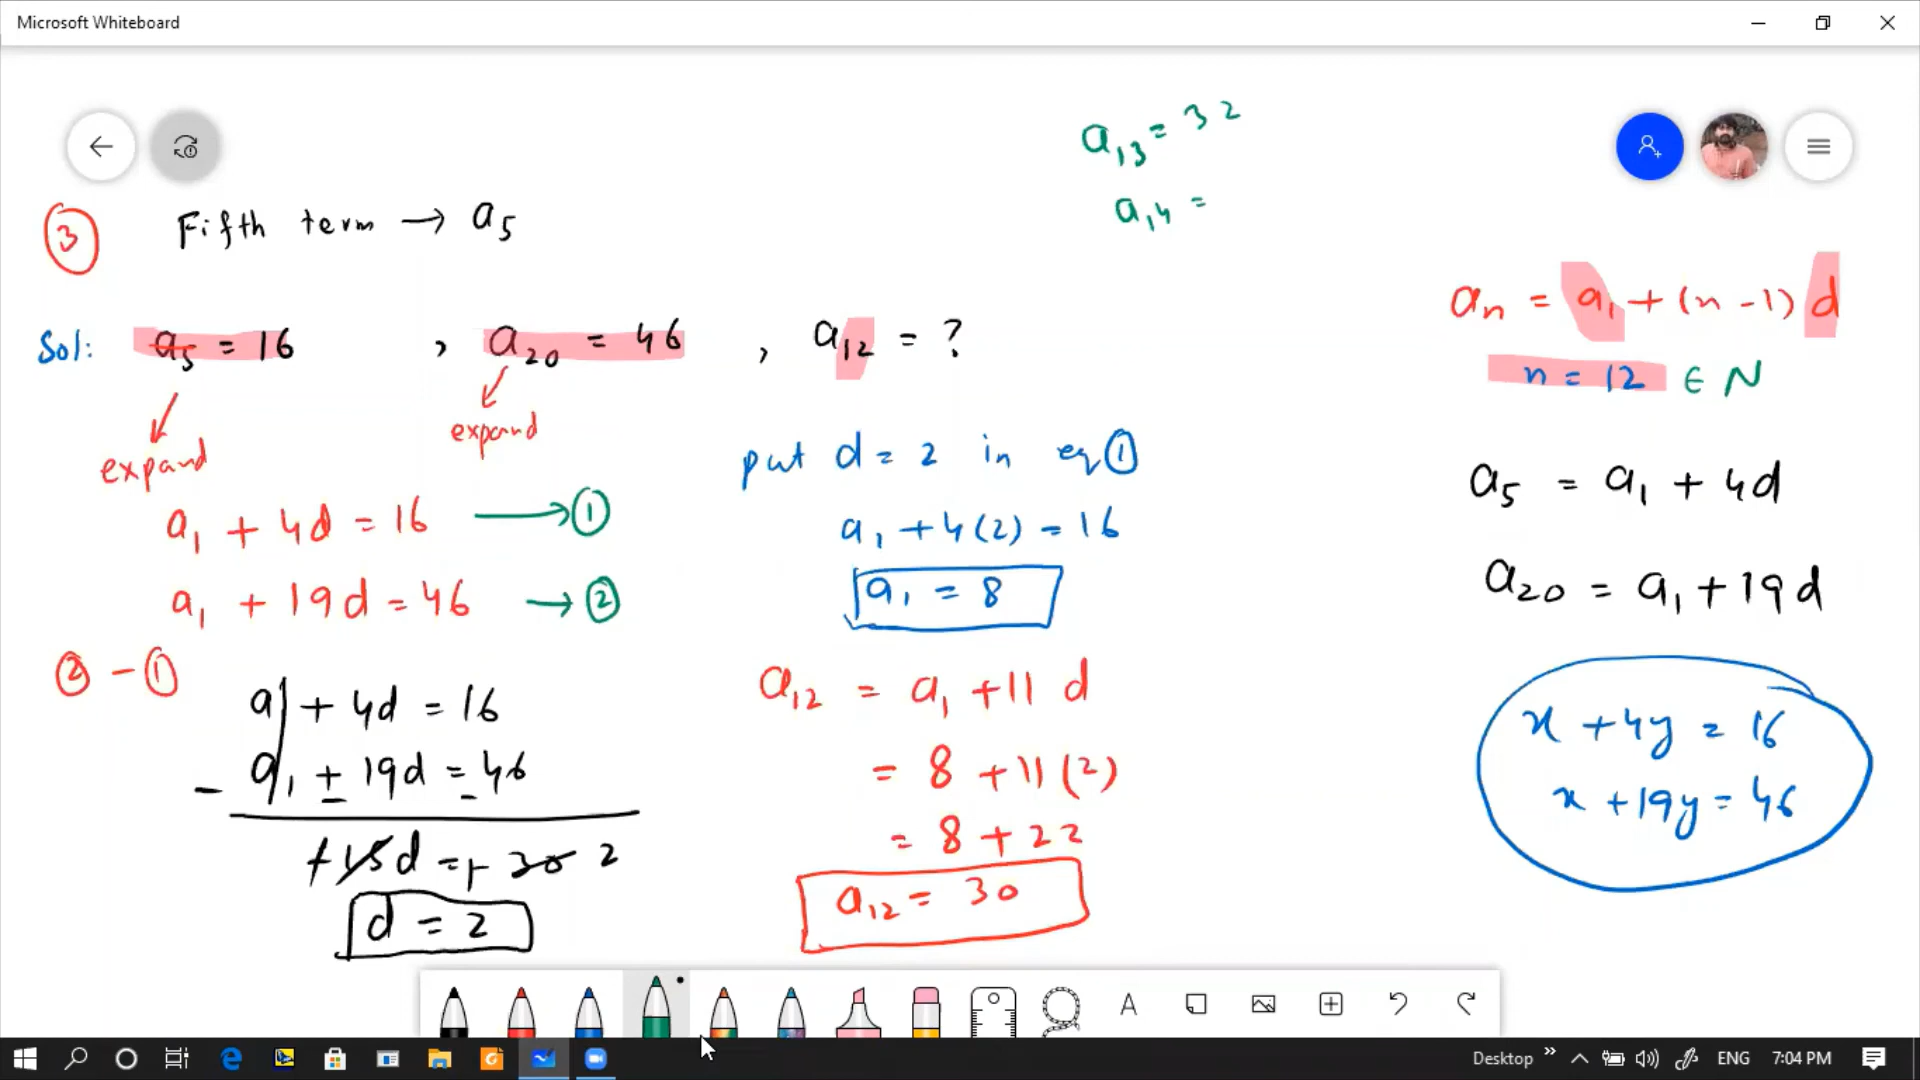 Microsoft Whiteboard
a13 = 32
a14 =
③ Fifth term → a5
an = a1 + (n - 1) d
n = 12 ∈ N
Sol: a5 = 16 , a20 = 46 , a12 = ?
expand
expand
a1 + 4d = 16 → ①
a1 + 19d = 46 → ②
② - ①
a1 + 4d = 16
- a1 ± 19d = 46
-
+15d = + 30 2
d = 2
put d = 2 in eq ①
a1 + 4(2) = 16
a1 = 8
a12 = a1 + 11 d
= 8 + 11 (2)
= 8 + 22
a12 = 30
a5 = a1 + 4d
a20 = a1 + 19d
x + 4y = 16
x + 19y = 46
A
Desktop
ENG
7:04 PM